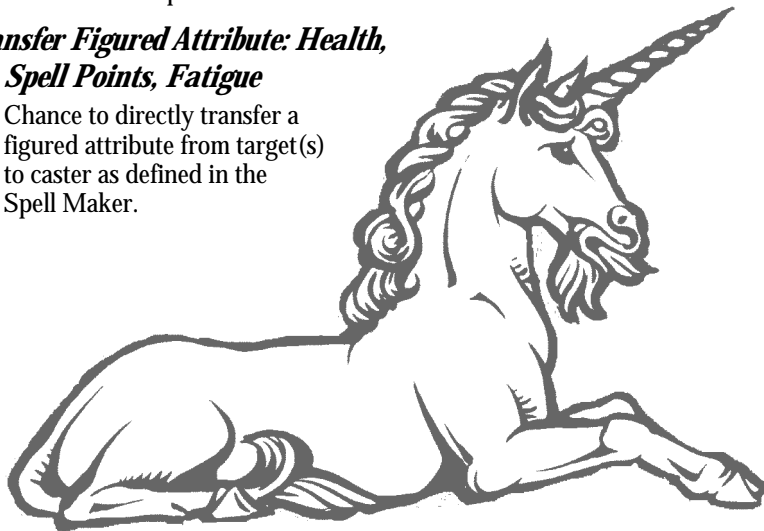 Figured Attribute: Health,
Spell Points, Fatigue
Chance to directly transfer a
figured attribute from target(s)
to caster as defined in the
Spell Maker.